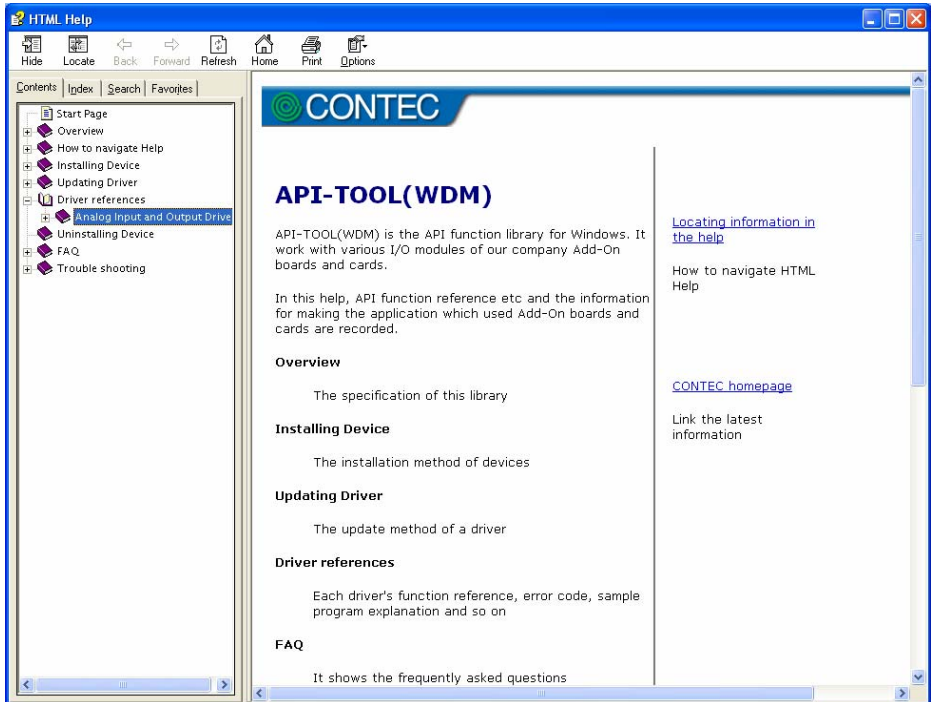 HTML Help
Hide Locate Back Forward Refresh Home Print Options
Contents Index Search Favorites
Start Page
Overview
How to navigate Help
Installing Device
Updating Driver
Driver references
Analog Input and Output Drive
Uninstalling Device
FAQ
Trouble shooting
CONTEC
API-TOOL(WDM)
API-TOOL(WDM) is the API function library for Windows. It
work with various I/O modules of our company Add-On
boards and cards.
In this help, API function reference etc and the information
for making the application which used Add-On boards and
cards are recorded.
Overview
The specification of this library
Installing Device
The installation method of devices
Updating Driver
The update method of a driver
Driver references
Each driver's function reference, error code, sample
program explanation and so on
FAQ
It shows the frequently asked questions
Locating information in
the help
How to navigate HTML
Help
CONTEC homepage
Link the latest
information